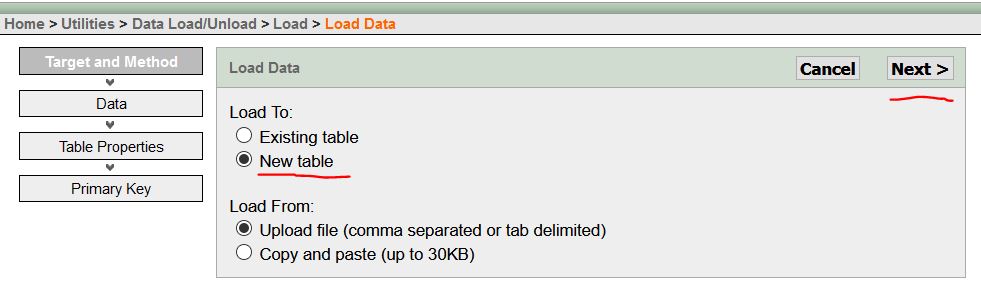 Home > Utilities > Data Load/Unload > Load > Load Data
Target and Method
Data
Table Properties
Primary Key
Load Data
Cancel
Next >
Load To:
Existing table
New table
Load From:
Upload file (comma separated or tab delimited)
Copy and paste (up to 30KB)